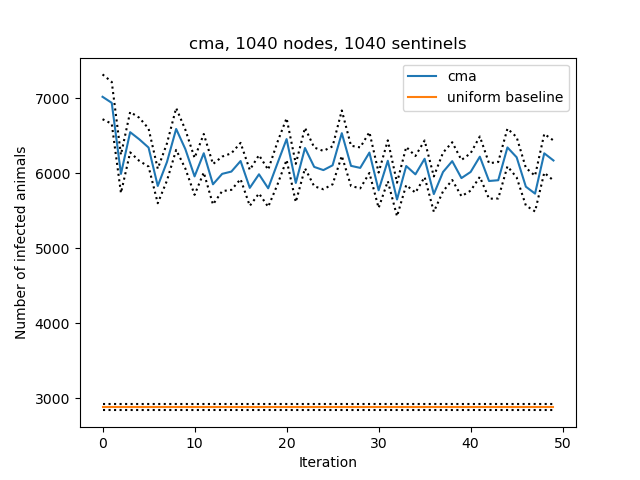 cma, 1040 nodes, 1040 sentinels
cma
uniform baseline
Number of infected animals
7000
6000
5000
4000
3000
0 10 20 30 40 50
Iteration